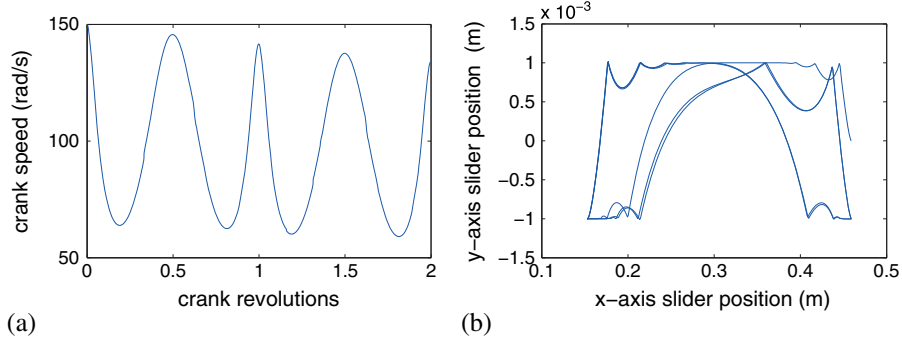 150
100
50
0
0.5
1
1.5
2
crank speed (rad/s)
crank revolutions
(a)
x 10−3
1.5
1
0.5
0
−0.5
−1
−1.5
0.1
0.2
0.3
0.4
0.5
y−axis slider position (m)
x−axis slider position (m)
(b)